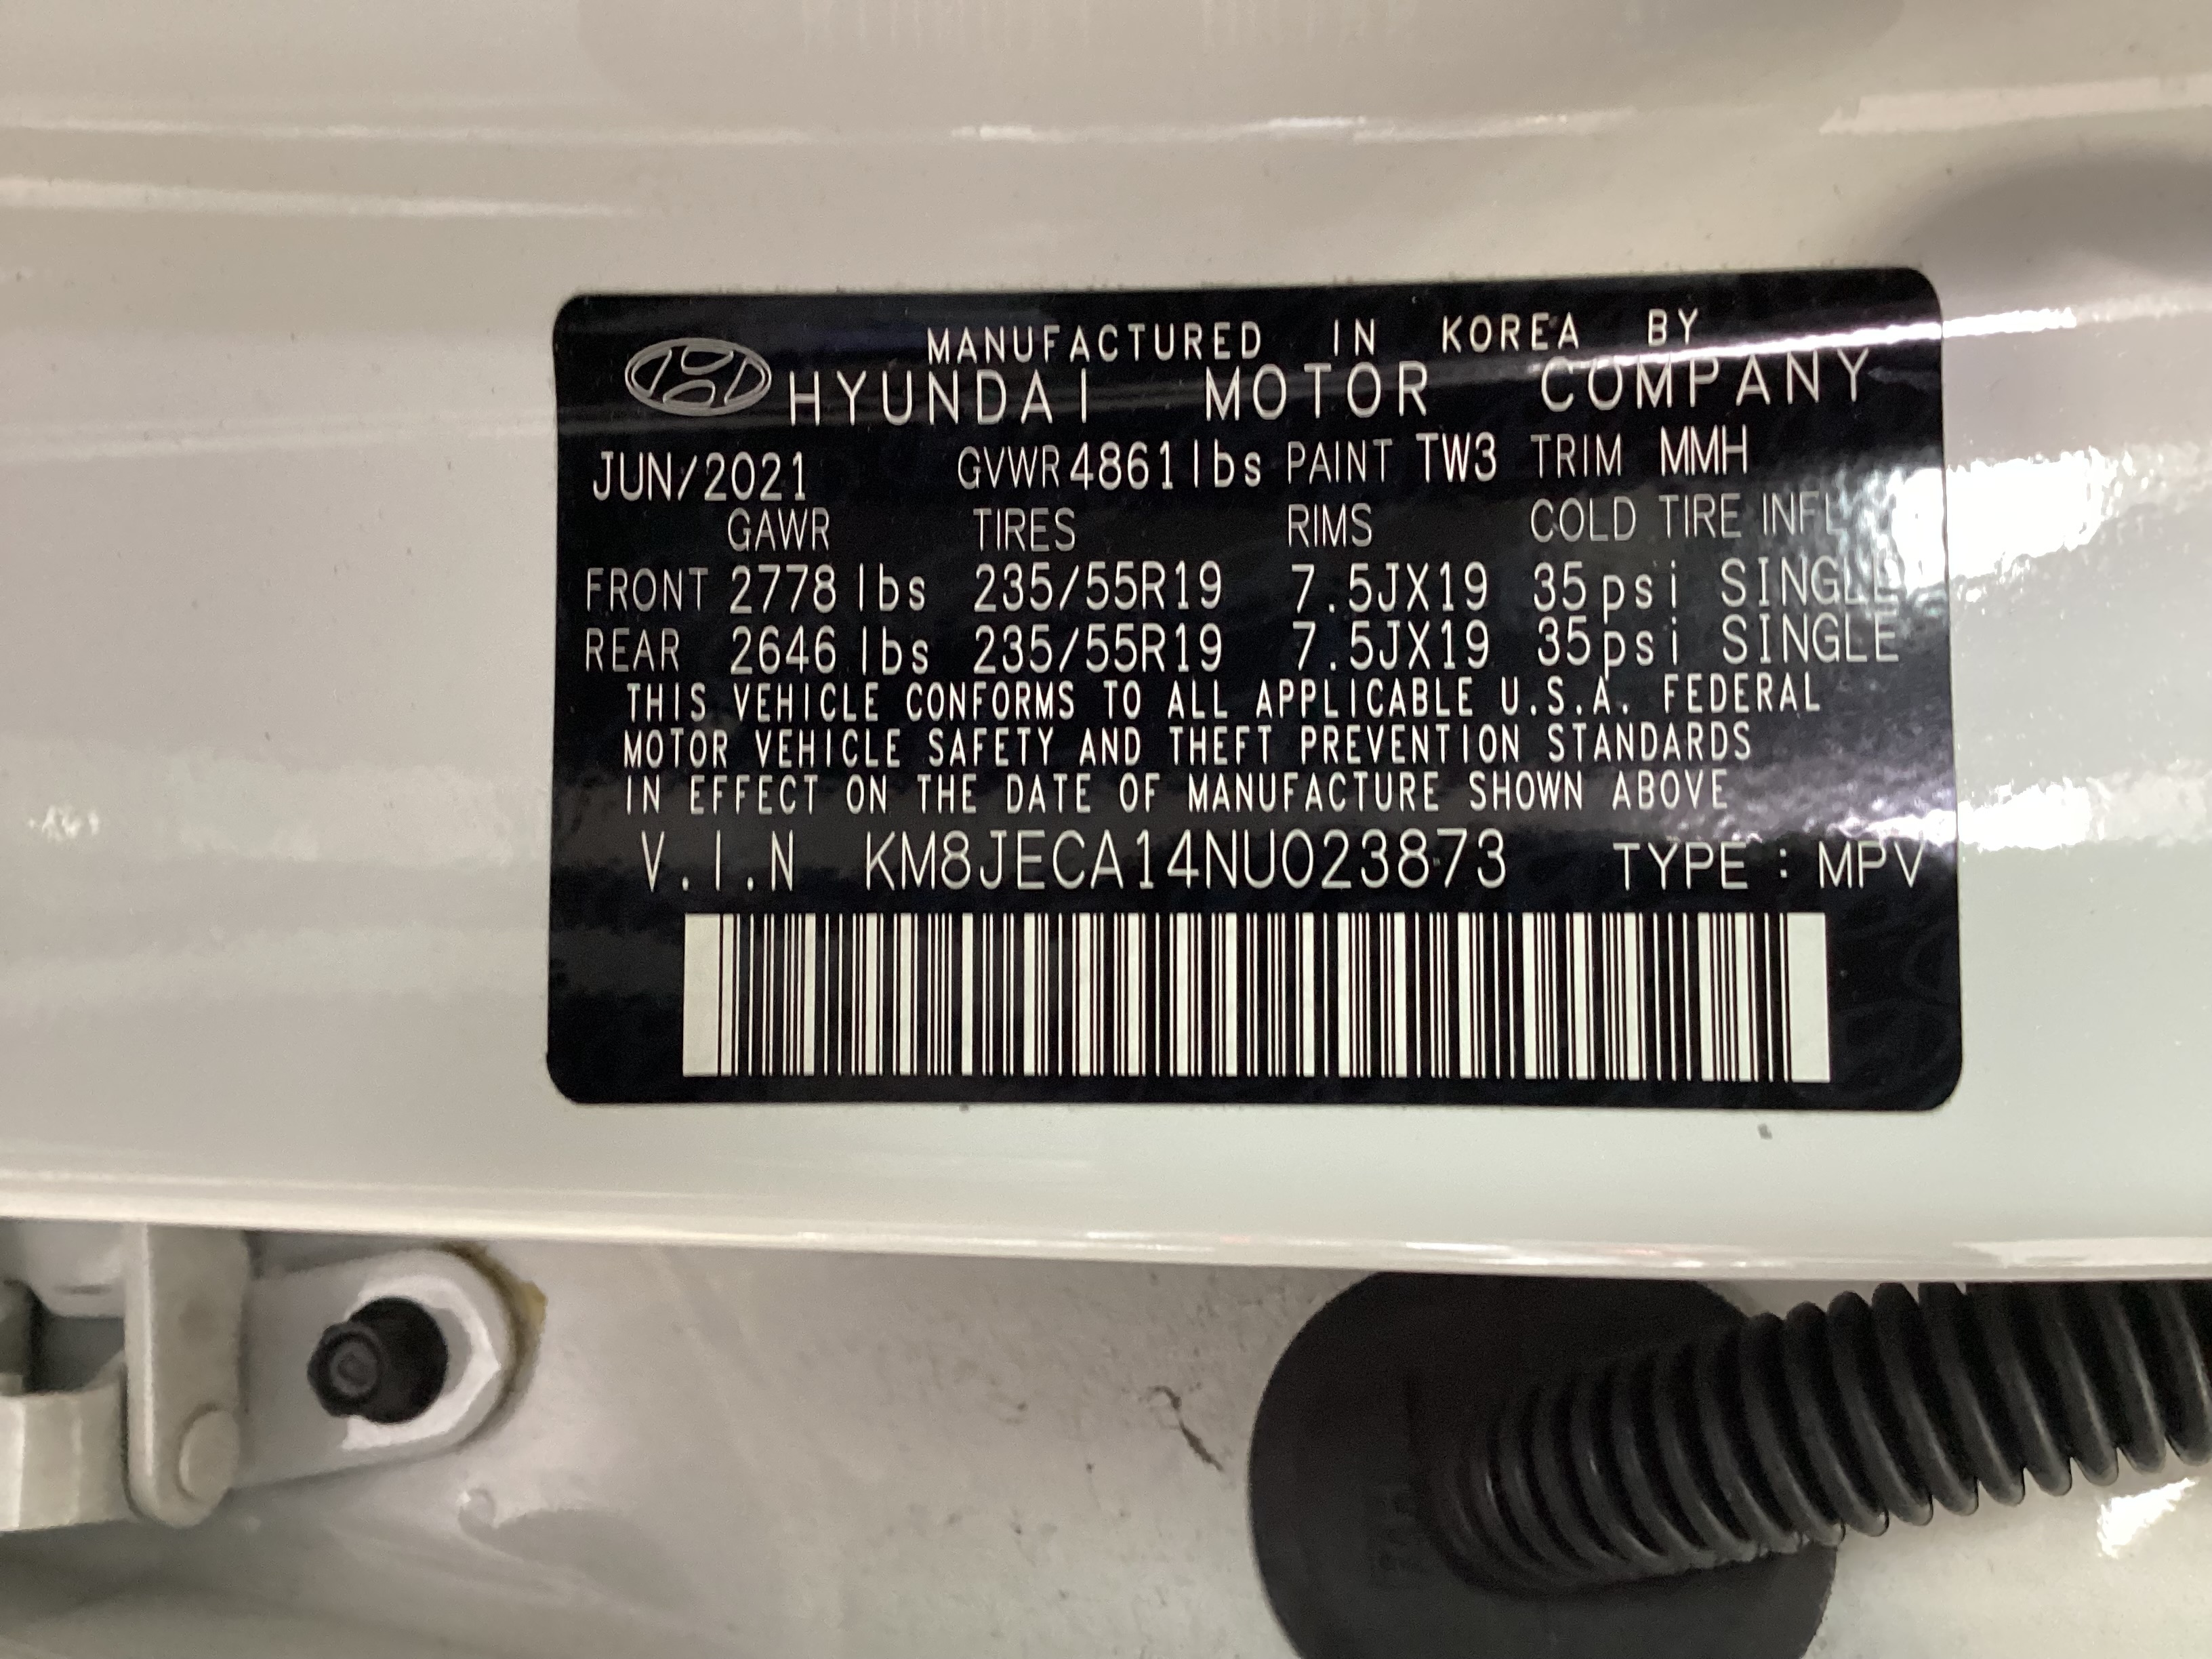 MANUFACTURED IN KOREA BY
HYUNDAI MOTOR COMPANY
JUN/2021 GVWR 4861lbs PAINT TW3 TRIM MMH
GAWR TIRES RIMS COLD TIRE INFL
FRONT 2778 lbs 235/55R19 7.5JX19 35psi SINGLE
REAR 2646 lbs 235/55R19 7.5JX19 35psi SINGLE
THIS VEHICLE CONFORMS TO ALL APPLICABLE U.S.A. FEDERAL
MOTOR VEHICLE SAFETY AND THEFT PREVENTION STANDARDS
IN EFFECT ON THE DATE OF MANUFACTURE SHOWN ABOVE
V.I.N KM8JECA14NU023873 TYPE : MPV